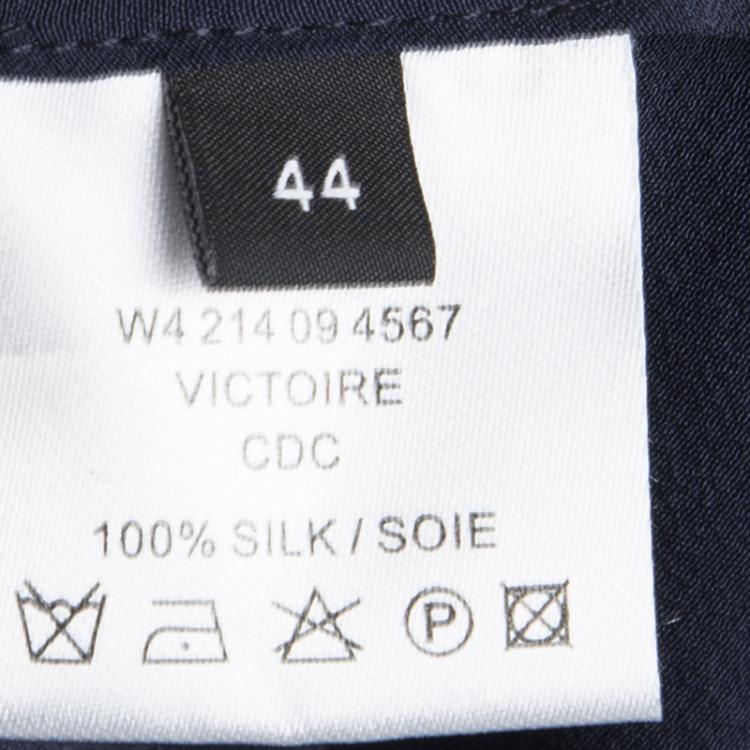 44
W4 214 09 4567
VICTOIRE
CDC
100% SILK / SOIE
P